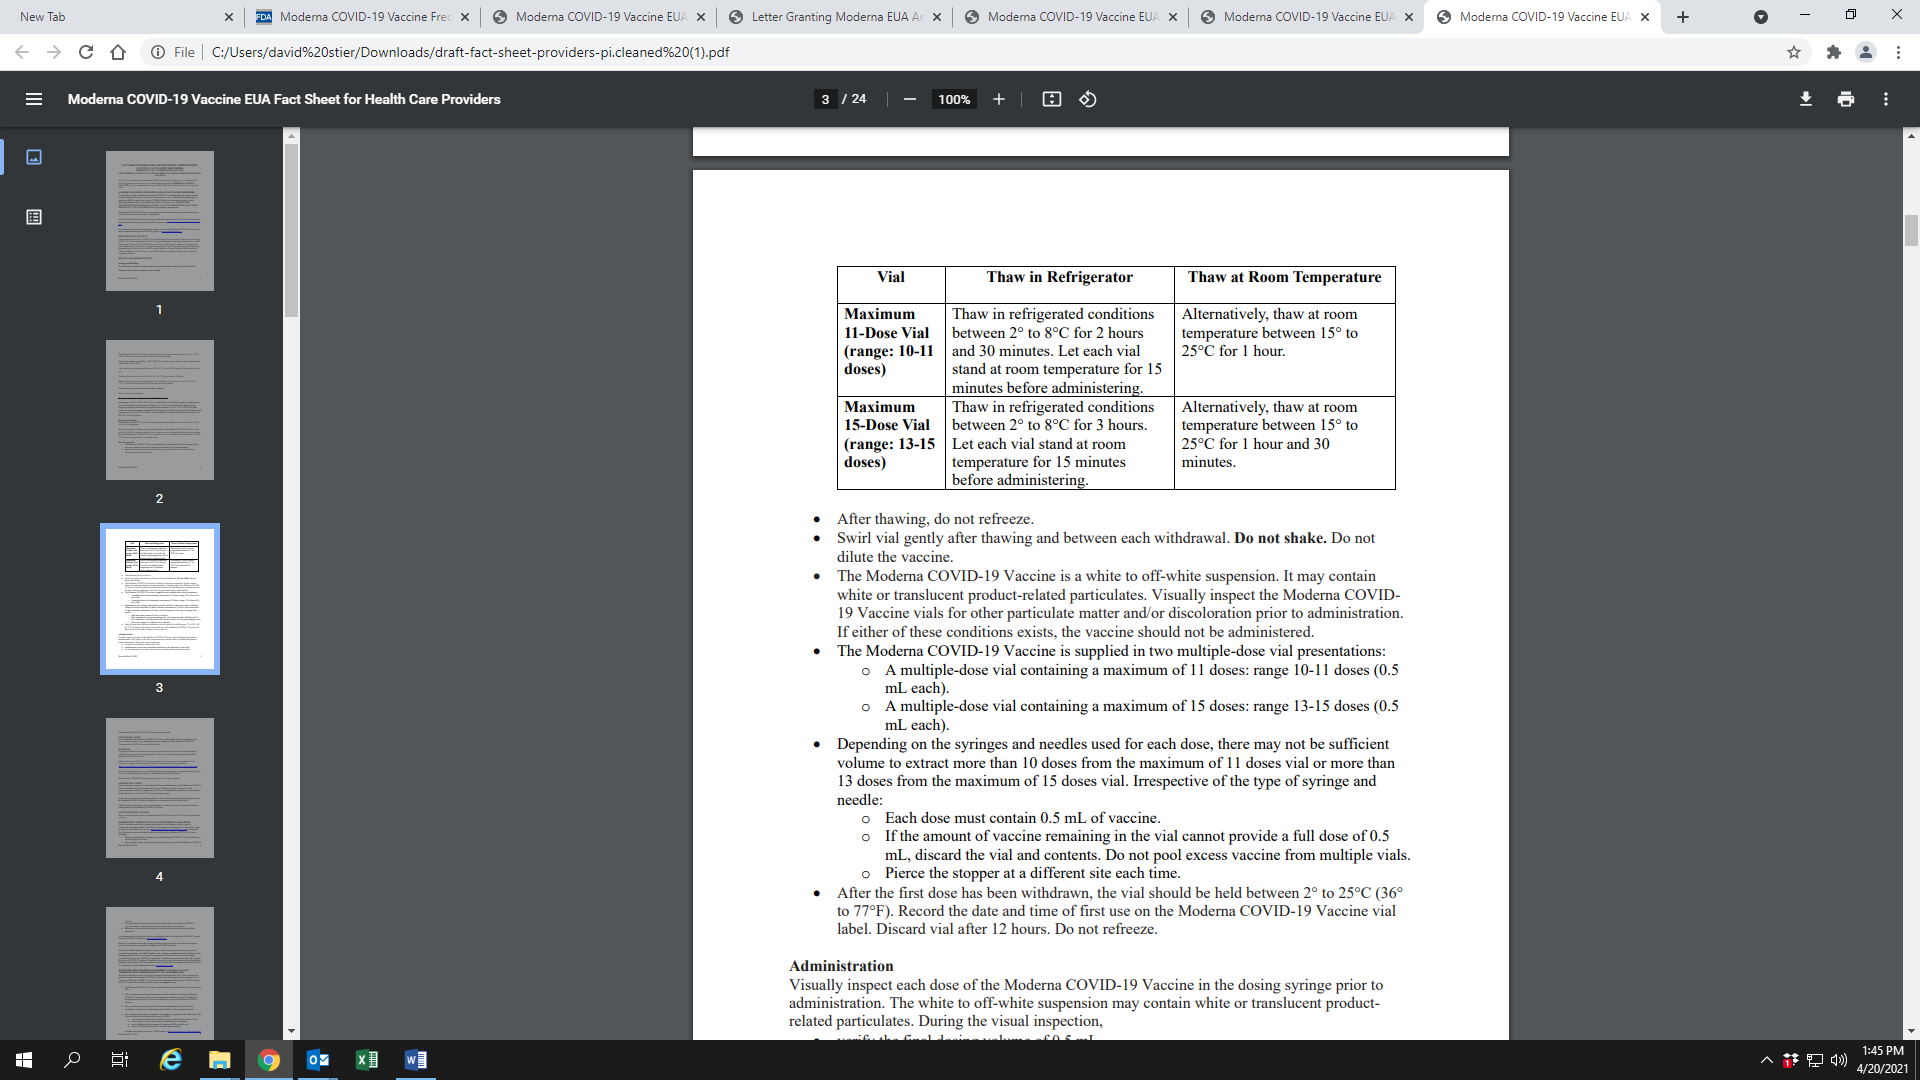 New Tab
FDA Moderna COVID-19 Vaccine Fre
Moderna COVID-19 Vaccine EUA
Letter Granting Moderna EUA A
Moderna COVID-19 Vaccine EUA
Moderna COVID-19 Vaccine EUA
Moderna COVID-19 Vaccine EUA
File
C:/Users/david%20stier/Downloads/draft-fact-sheet-providers-pi.cleaned%20(1).pdf
Moderna COVID-19 Vaccine EUA Fact Sheet for Health Care Providers
3 / 24
100%
1
2
3
4
Vial
Thaw in Refrigerator
Thaw at Room Temperature
Maximum
11-Dose Vial
(range: 10-11
doses)
Thaw in refrigerated conditions
between 2° to 8°C for 2 hours
and 30 minutes. Let each vial
stand at room temperature for 15
minutes before administering.
Alternatively, thaw at room
temperature between 15° to
25°C for 1 hour.
Maximum
15-Dose Vial
(range: 13-15
doses)
Thaw in refrigerated conditions
between 2° to 8°C for 3 hours.
Let each vial stand at room
temperature for 15 minutes
before administering.
Alternatively, thaw at room
temperature between 15° to
25°C for 1 hour and 30
minutes.
• After thawing, do not refreeze.
• Swirl vial gently after thawing and between each withdrawal. Do not shake. Do not
dilute the vaccine.
• The Moderna COVID-19 Vaccine is a white to off-white suspension. It may contain
white or translucent product-related particulates. Visually inspect the Moderna COVID-
19 Vaccine vials for other particulate matter and/or discoloration prior to administration.
If either of these conditions exists, the vaccine should not be administered.
• The Moderna COVID-19 Vaccine is supplied in two multiple-dose vial presentations:
o A multiple-dose vial containing a maximum of 11 doses: range 10-11 doses (0.5
mL each).
o A multiple-dose vial containing a maximum of 15 doses: range 13-15 doses (0.5
mL each).
• Depending on the syringes and needles used for each dose, there may not be sufficient
volume to extract more than 10 doses from the maximum of 11 doses vial or more than
13 doses from the maximum of 15 doses vial. Irrespective of the type of syringe and
needle:
o Each dose must contain 0.5 mL of vaccine.
o If the amount of vaccine remaining in the vial cannot provide a full dose of 0.5
mL, discard the vial and contents. Do not pool excess vaccine from multiple vials.
o Pierce the stopper at a different site each time.
• After the first dose has been withdrawn, the vial should be held between 2° to 25°C (36°
to 77°F). Record the date and time of first use on the Moderna COVID-19 Vaccine vial
label. Discard vial after 12 hours. Do not refreeze.
Administration
Visually inspect each dose of the Moderna COVID-19 Vaccine in the dosing syringe prior to
administration. The white to off-white suspension may contain white or translucent product-
related particulates. During the visual inspection,
• verify the final dosing volume of 0.5 mL
1:45 PM
4/20/2021